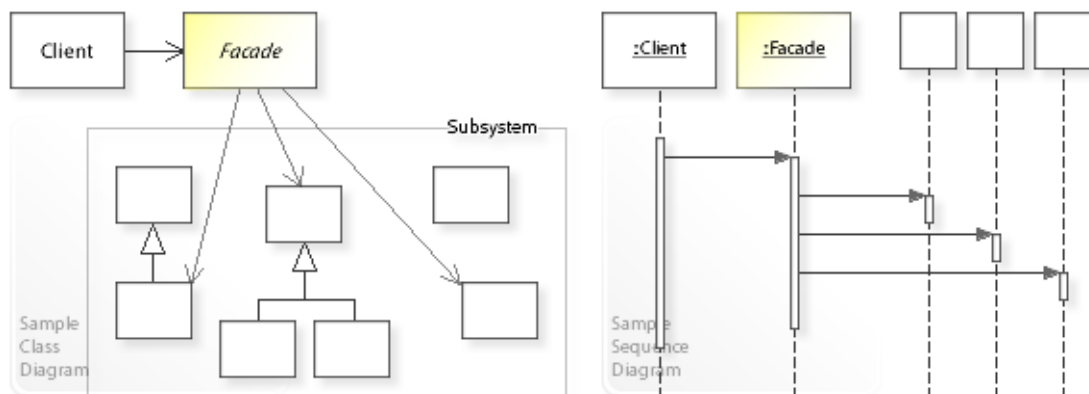 Client
Facade
Subsystem
Sample
Class
Diagram
:Client
:Facade
Sample
Sequence
Diagram